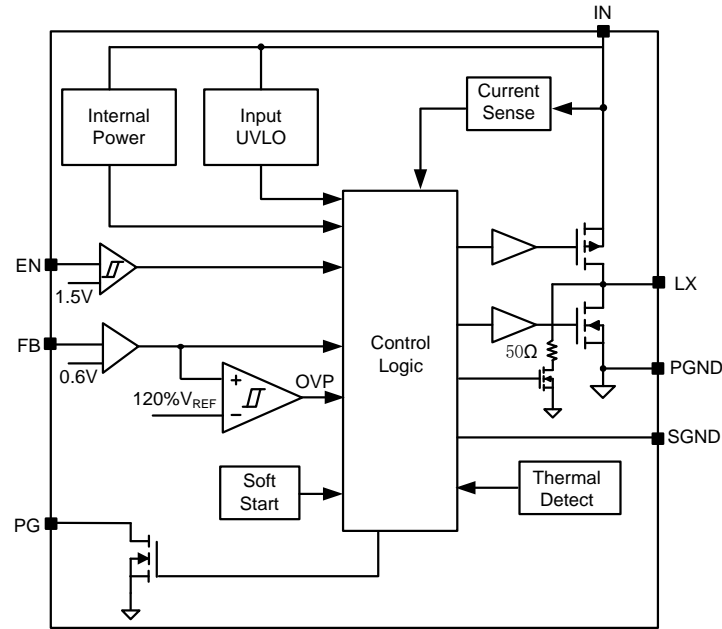 IN
Internal
Power
Input
UVLO
Current
Sense
EN
1.5V
LX
FB
0.6V
Control
Logic
50Ω
PGND
+
OVP
120%VREF
−
SGND
Soft
Start
Thermal
Detect
PG